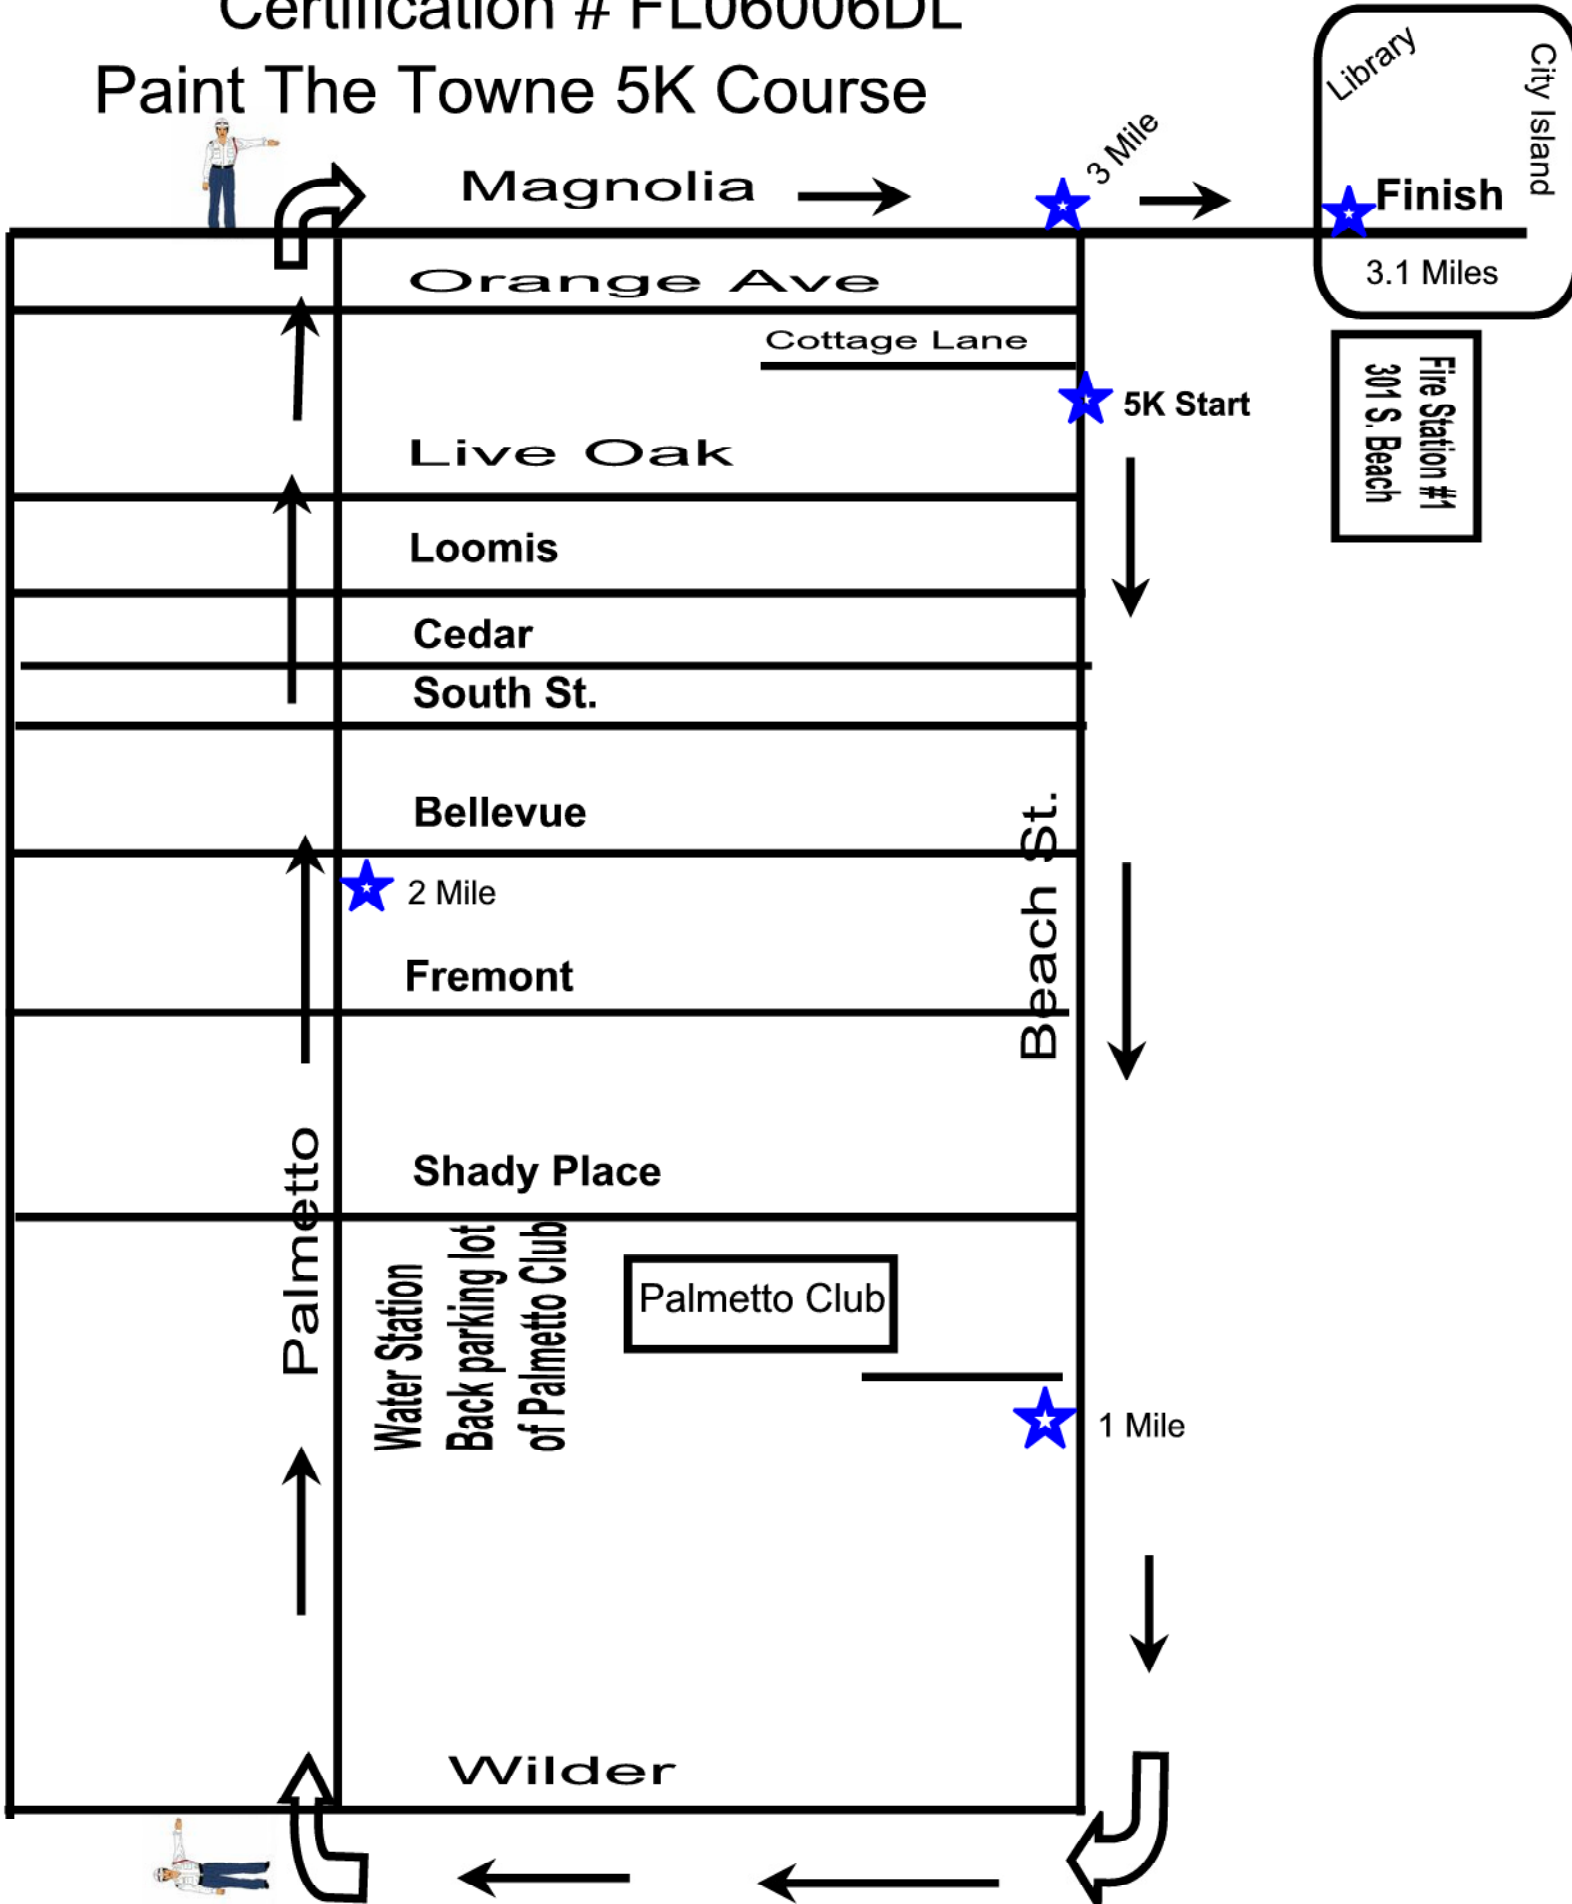 Certification # FL06006DL
Paint The Towne 5K Course
Library
City Island
3 Mile
Magnolia
Finish
3.1 Miles
Orange Ave
Cottage Lane
5K Start
Fire Station #1
301 S. Beach
Live Oak
Loomis
Cedar
South St.
Bellevue
Beach St.
2 Mile
Fremont
Palmetto
Shady Place
Water Station
Back parking lot
of Palmetto Club
Palmetto Club
1 Mile
Wilder